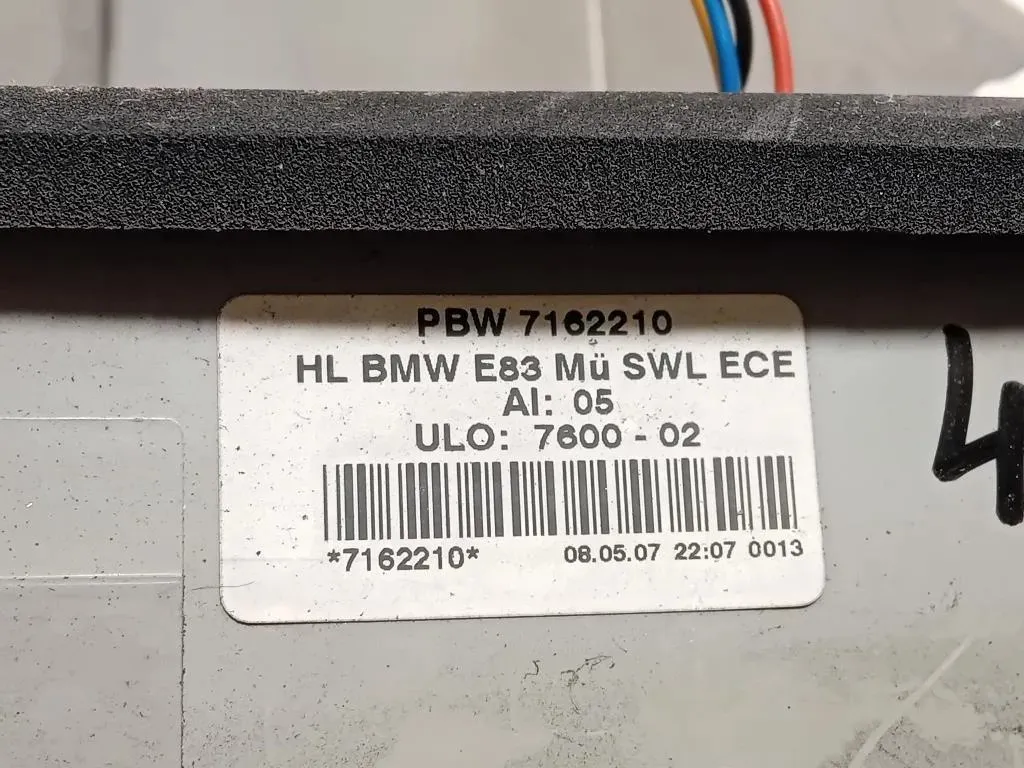 PBW 7162210
HL BMW E83 Mü SWL ECE
AI: 05
ULO: 7600 - 02
*7162210* 08.05.07 22:07 0013
4